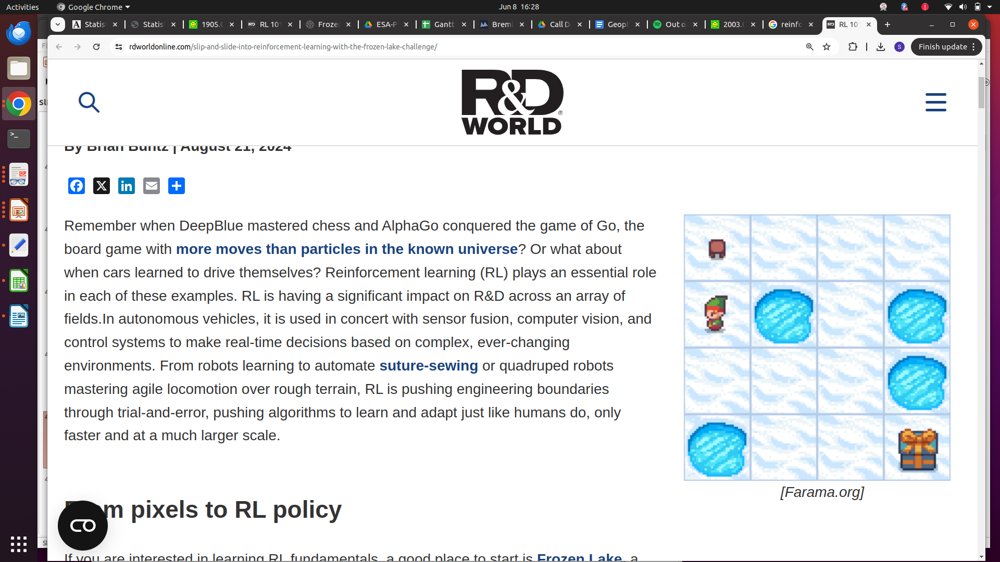 Activities
Google Chrome
Jun 8 16:28
Statis
Statis
1905.
RL 10
Froze
ESA-P
Gantt
Bremi
Call D
Geopt
Out o
2003.
reinfo
RL 10
rdworldonline.com/slip-and-slide-into-reinforcement-learning-with-the-frozen-lake-challenge/
S
Finish update
R&D
WORLD
By Brian Buntz | August 21, 2024
Remember when DeepBlue mastered chess and AlphaGo conquered the game of Go, the
board game with more moves than particles in the known universe? Or what about
when cars learned to drive themselves? Reinforcement learning (RL) plays an essential role
in each of these examples. RL is having a significant impact on R&D across an array of
fields.In autonomous vehicles, it is used in concert with sensor fusion, computer vision, and
control systems to make real-time decisions based on complex, ever-changing
environments. From robots learning to automate suture-sewing or quadruped robots
mastering agile locomotion over rough terrain, RL is pushing engineering boundaries
through trial-and-error, pushing algorithms to learn and adapt just like humans do, only
faster and at a much larger scale.
[Farama.org]
From pixels to RL policy
If you are interested in learning RL fundamentals, a good place to start is Frozen Lake, a